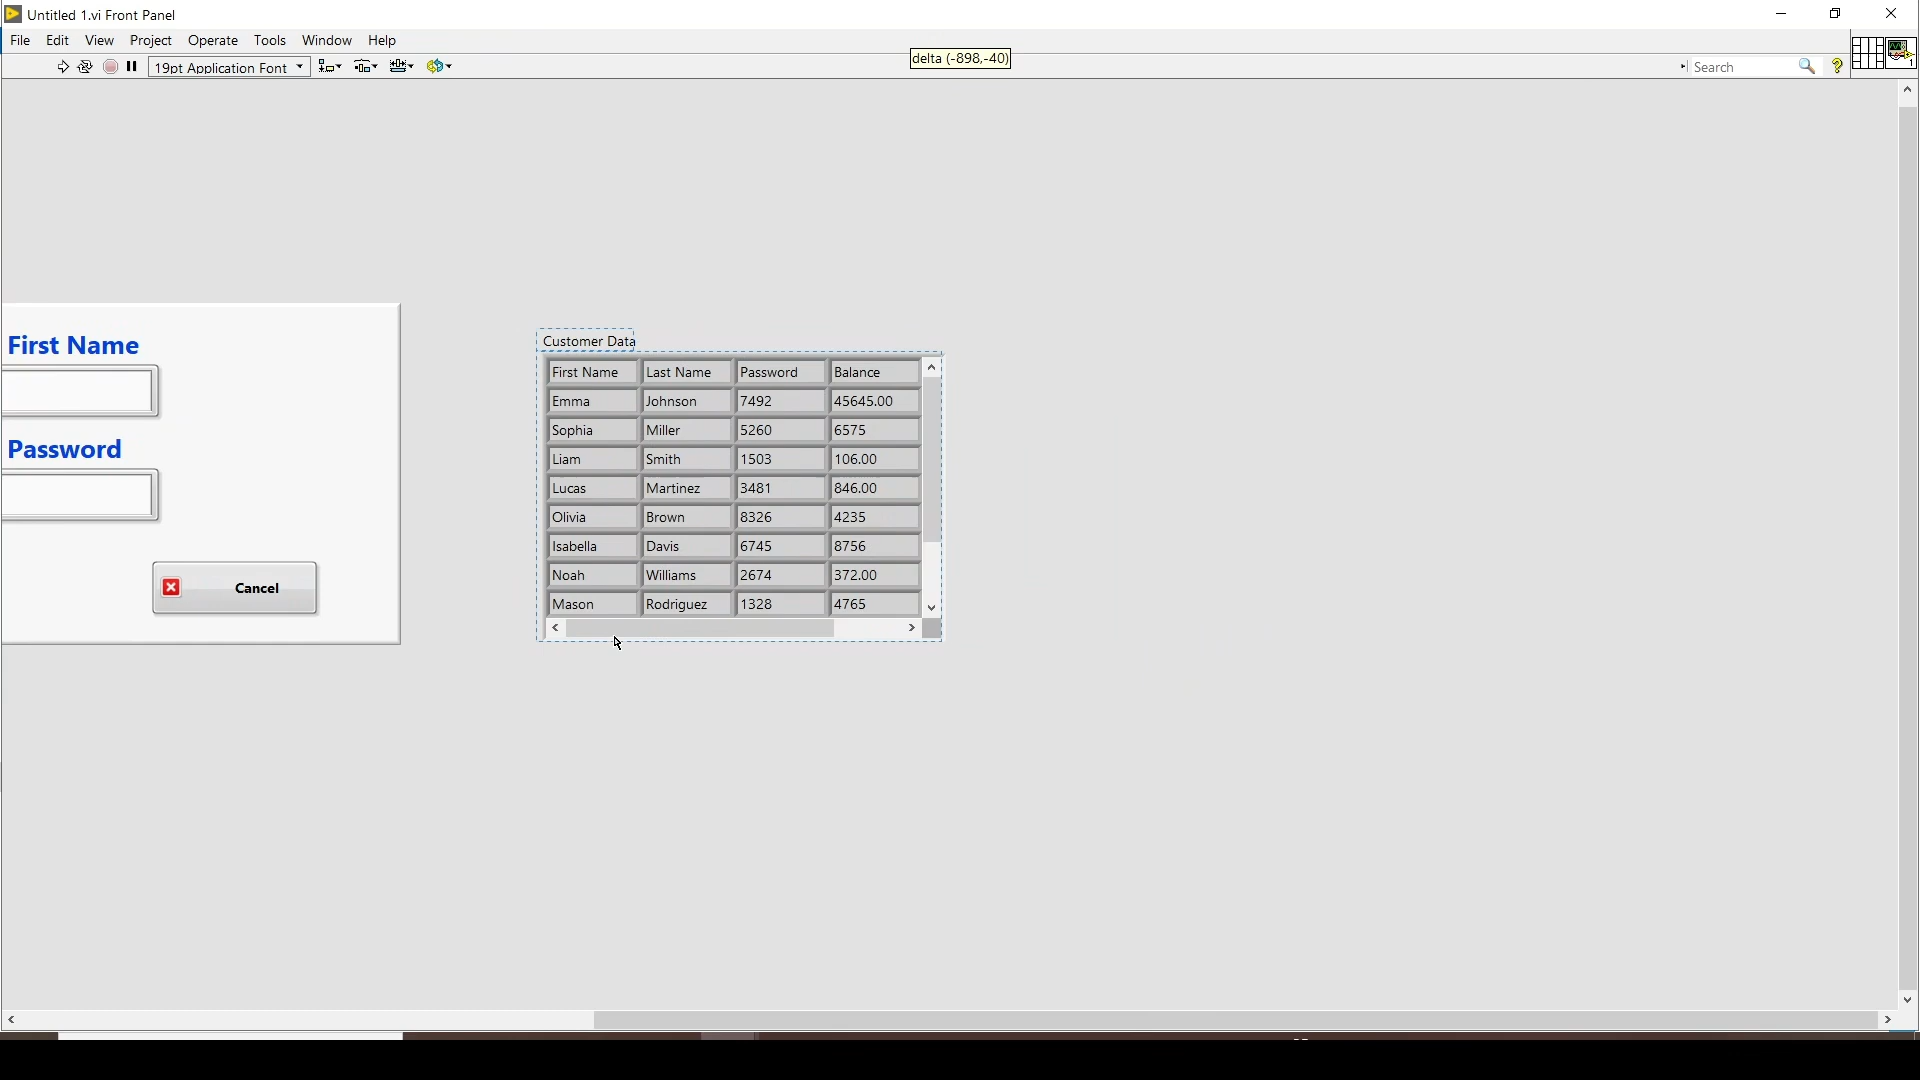 Untitled 1.vi Front Panel
File Edit View Project Operate Tools Window Help
19pt Application Font
delta (-898,-40)
Search
?
1
First Name
Password
Cancel
Customer Data
First Name Last Name Password Balance
Emma Johnson 7492 45645.00
Sophia Miller 5260 6575
Liam Smith 1503 106.00
Lucas Martinez 3481 846.00
Olivia Brown 8326 4235
Isabella Davis 6745 8756
Noah Williams 2674 372.00
Mason Rodriguez 1328 4765